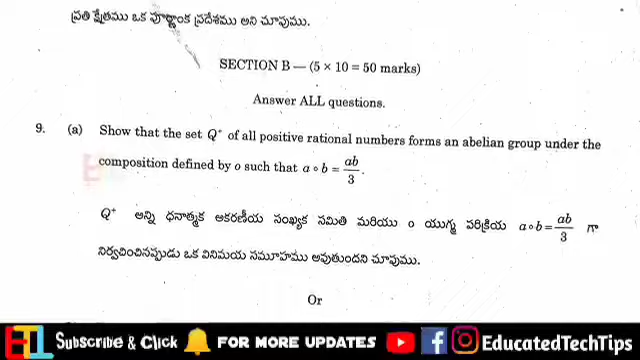 ప్రతి క్షేత్రము ఒక పూర్ణాంక ప్రదేశము అని చూపుము.
SECTION B — (5 × 10 = 50 marks)
Answer ALL questions.
9. (a) Show that the set Q⁺ of all positive rational numbers forms an abelian group under the
composition defined by o such that a ∘ b = ab/3.
Q⁺ అన్ని ధనాత్మక అకరణీయ సంఖ్యక సమితి మరియు o యుగ్మ పరిక్రియ a∘b = ab/3 గా
నిర్వచించినప్పుడు ఒక వినిమయ సమూహము అవుతుందని చూపుము.
Or
ETL Subscribe & Click FOR MORE UPDATES EducatedTechTips